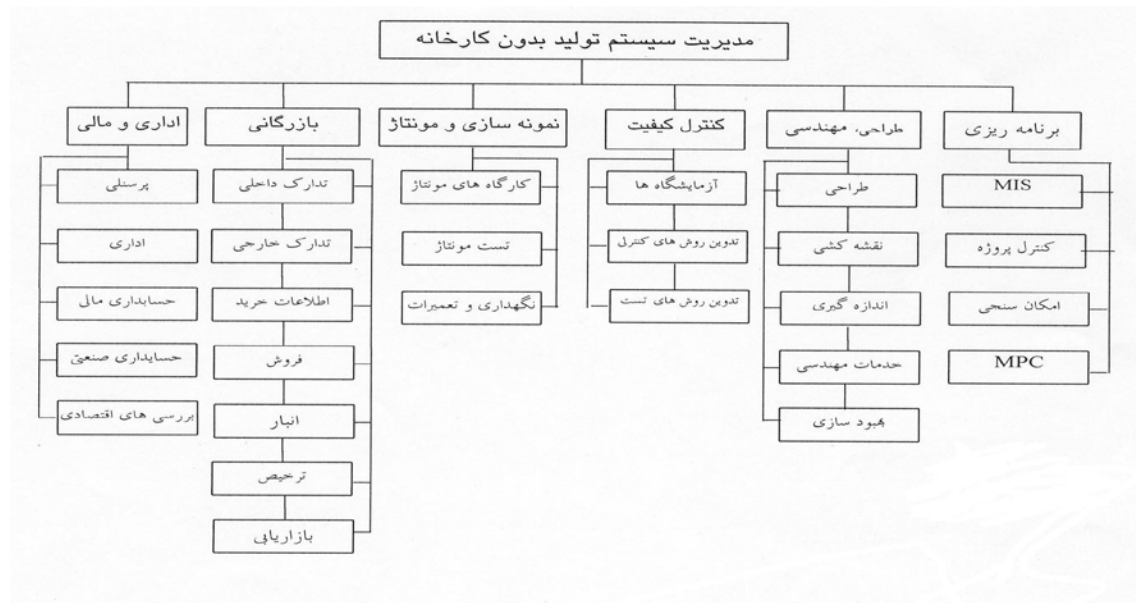 مدیریت سیستم تولید بدون کارخانه
برنامه ریزی
طراحی، مهندسی
کنترل کیفیت
نمونه سازی و مونتاژ
بازرگانی
اداری و مالی
MIS
کنترل پروژه
امکان سنجی
MPC
طراحی
نقشه کشی
اندازه گیری
خدمات مهندسی
بهبود سازی
آزمایشگاه ها
تدوین روش های کنترلی
تدوین روش های تست
کارگاه های مونتاژ
تست مونتاژ
نگهداری و تعمیرات
تدارک داخلی
تدارک خارجی
اطلاعات خرید
فروش
انبار
ترخیص
بازاریابی
پرسنلی
اداری
حسابداری مالی
حسایداری صنعتی
بررسی های اقتصادی